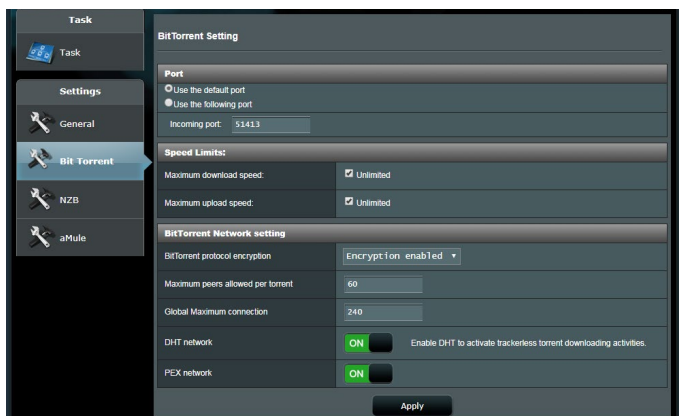 Task
Task
Settings
General
Bit Torrent
NZB
aMule
BitTorrent Setting
Port
Use the default port
Use the following port
Incoming port: 51413
Speed Limits:
Maximum download speed: Unlimited
Maximum upload speed: Unlimited
BitTorrent Network setting
BitTorrent protocol encryption Encryption enabled
Maximum peers allowed per torrent 60
Global Maximum connection 240
DHT network ON Enable DHT to activate trackerless torrent downloading activities.
PEX network ON
Apply